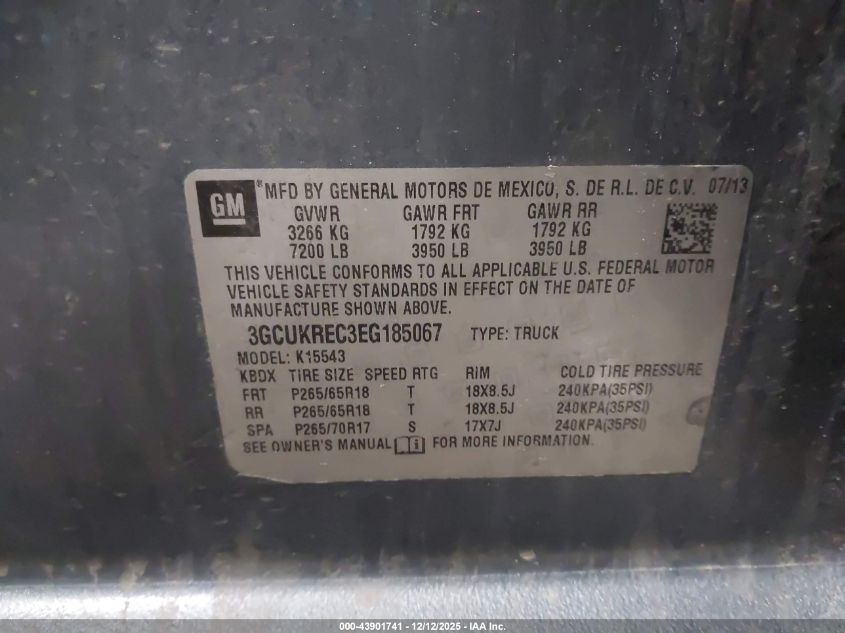 GM ® MFD BY GENERAL MOTORS DE MEXICO, S. DE R.L. DE C.V. 07/13
GVWR GAWR FRT GAWR RR
3266 KG 1792 KG 1792 KG
7200 LB 3950 LB 3950 LB
THIS VEHICLE CONFORMS TO ALL APPLICABLE U.S. FEDERAL MOTOR
VEHICLE SAFETY STANDARDS IN EFFECT ON THE DATE OF
MANUFACTURE SHOWN ABOVE.
3GCUKREC3EG185067 TYPE: TRUCK
MODEL: K15543
KBDX TIRE SIZE SPEED RTG RIM COLD TIRE PRESSURE
FRT P265/65R18 T 18X8.5J 240KPA(35PSI)
RR P265/65R18 T 18X8.5J 240KPA(35PSI)
SPA P265/70R17 S 17X7J 240KPA(35PSI)
SEE OWNER'S MANUAL i FOR MORE INFORMATION.
000-43901741 - 12/12/2025 - IAA Inc.